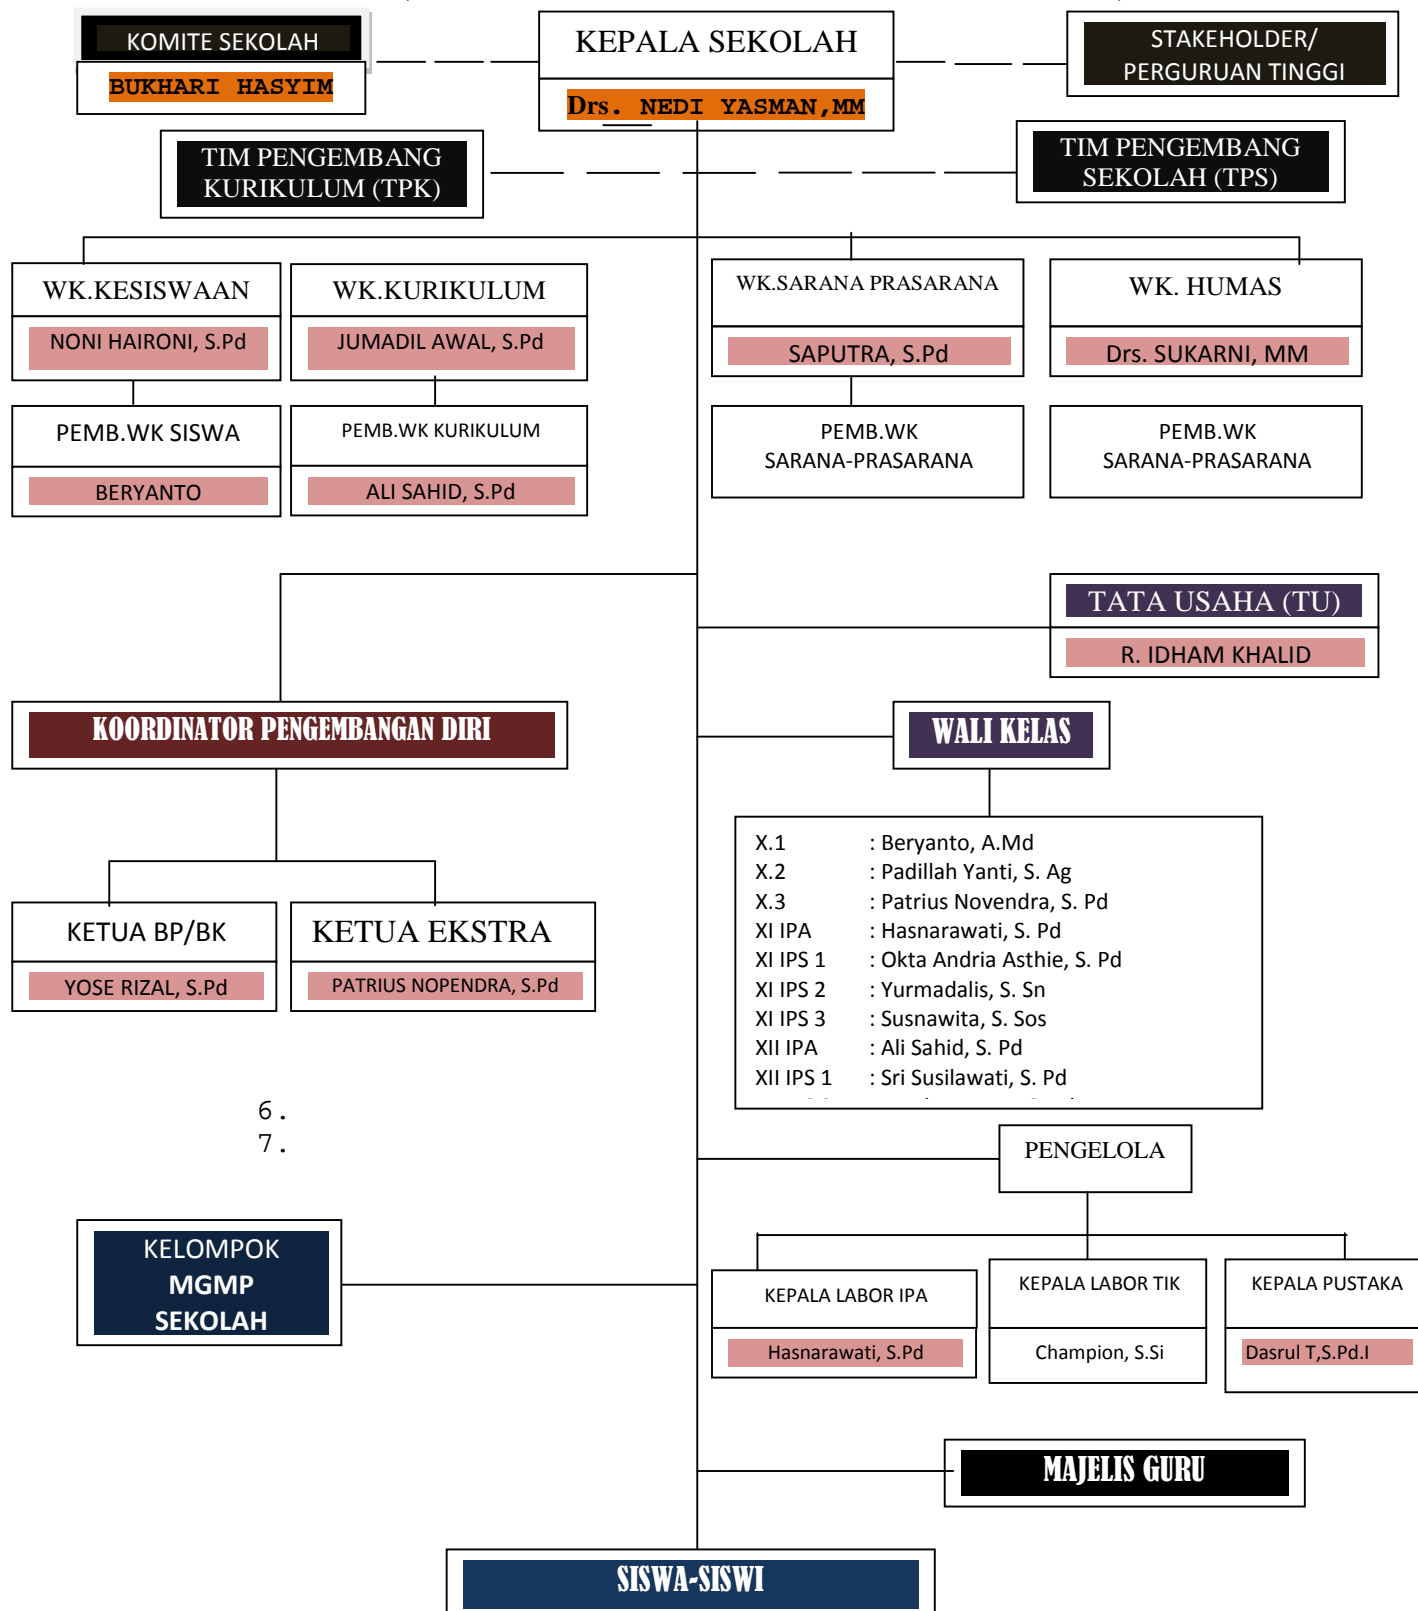 KOMITE SEKOLAH
BUKHARI HASYIM
KEPALA SEKOLAH
Drs. NEDI YASMAN,MM
STAKEHOLDER/
PERGURUAN TINGGI
TIM PENGEMBANG
KURIKULUM (TPK)
TIM PENGEMBANG
SEKOLAH (TPS)
WK.KESISWAAN
NONI HAIRONI, S.Pd
WK.KURIKULUM
JUMADIL AWAL, S.Pd
WK.SARANA PRASARANA
SAPUTRA, S.Pd
WK. HUMAS
Drs. SUKARNI, MM
PEMB.WK SISWA
BERYANTO
PEMB.WK KURIKULUM
ALI SAHID, S.Pd
PEMB.WK
SARANA-PRASARANA
PEMB.WK
SARANA-PRASARANA
TATA USAHA (TU)
R. IDHAM KHALID
KOORDINATOR PENGEMBANGAN DIRI
WALI KELAS
X.1 : Beryanto, A.Md
X.2 : Padillah Yanti, S. Ag
X.3 : Patrius Novendra, S. Pd
XI IPA : Hasnarawati, S. Pd
XI IPS 1 : Okta Andria Asthie, S. Pd
XI IPS 2 : Yurmadalis, S. Sn
XI IPS 3 : Susnawita, S. Sos
XII IPA : Ali Sahid, S. Pd
XII IPS 1 : Sri Susilawati, S. Pd
KETUA BP/BK
YOSE RIZAL, S.Pd
KETUA EKSTRA
PATRIUS NOPENDRA, S.Pd
6.
7.
PENGELOLA
KELOMPOK
MGMP
SEKOLAH
KEPALA LABOR IPA
Hasnarawati, S.Pd
KEPALA LABOR TIK
Champion, S.Si
KEPALA PUSTAKA
Dasrul T,S.Pd.I
MAJELIS GURU
SISWA-SISWI